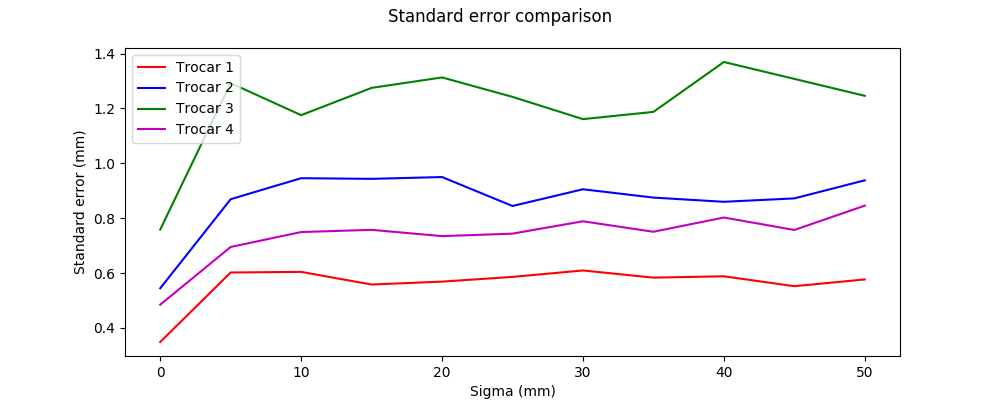 Standard error comparison
Standard error (mm)
1.4
1.2
1.0
0.8
0.6
0.4
Trocar 1
Trocar 2
Trocar 3
Trocar 4
0 10 20 30 40 50
Sigma (mm)